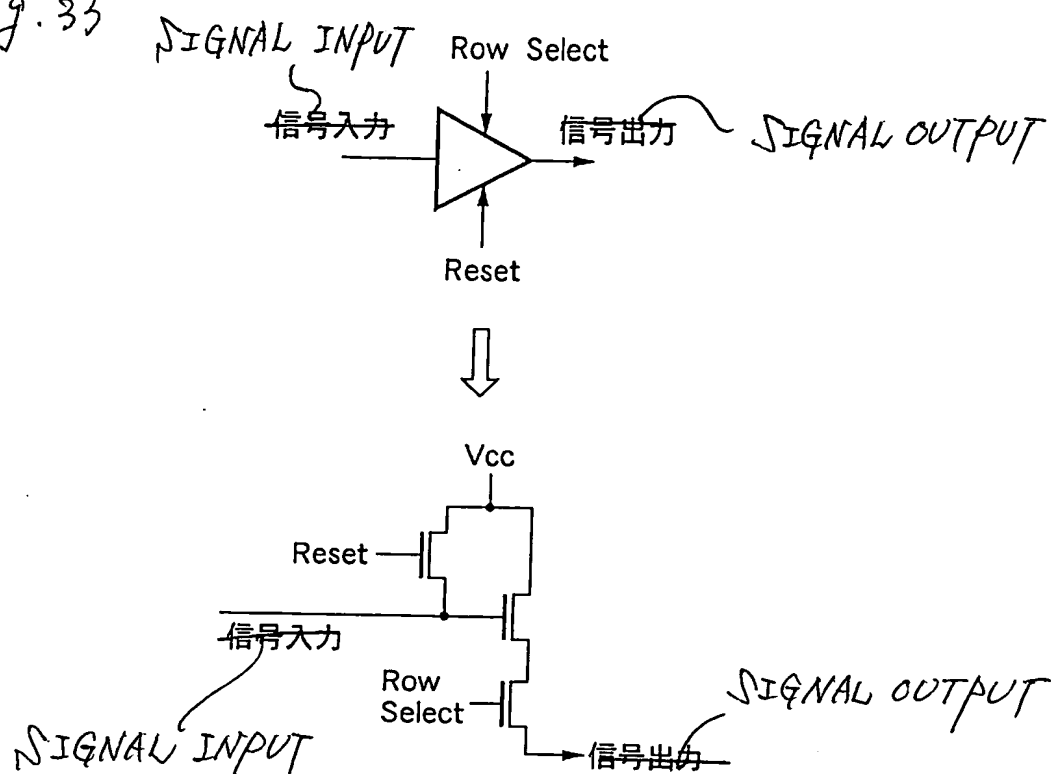 g. 33
SIGNAL INPUT
Row Select
信号入力
信号出力
SIGNAL OUTPUT
Reset
Vcc
Reset
信号入力
Row
Select
SIGNAL OUTPUT
SIGNAL INPUT
信号出力